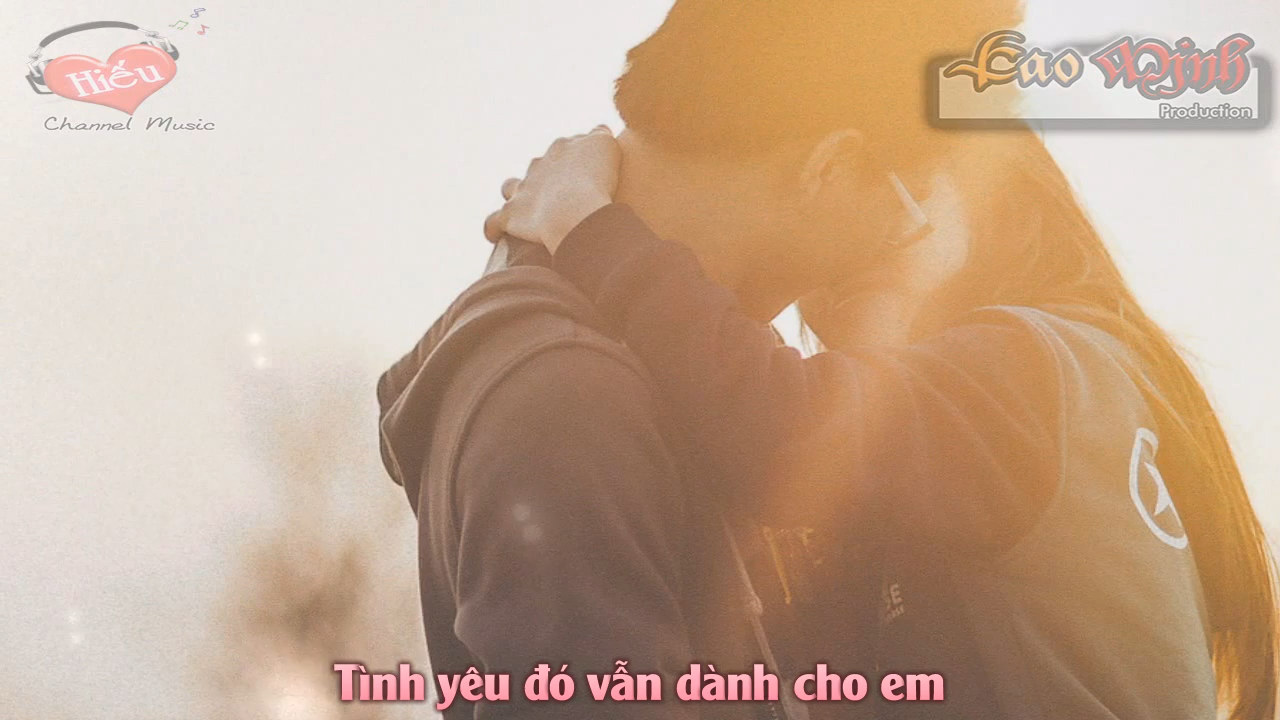 Hiếu
Channel Music
Cao Minh
Production
Tình yêu đó vẫn dành cho em